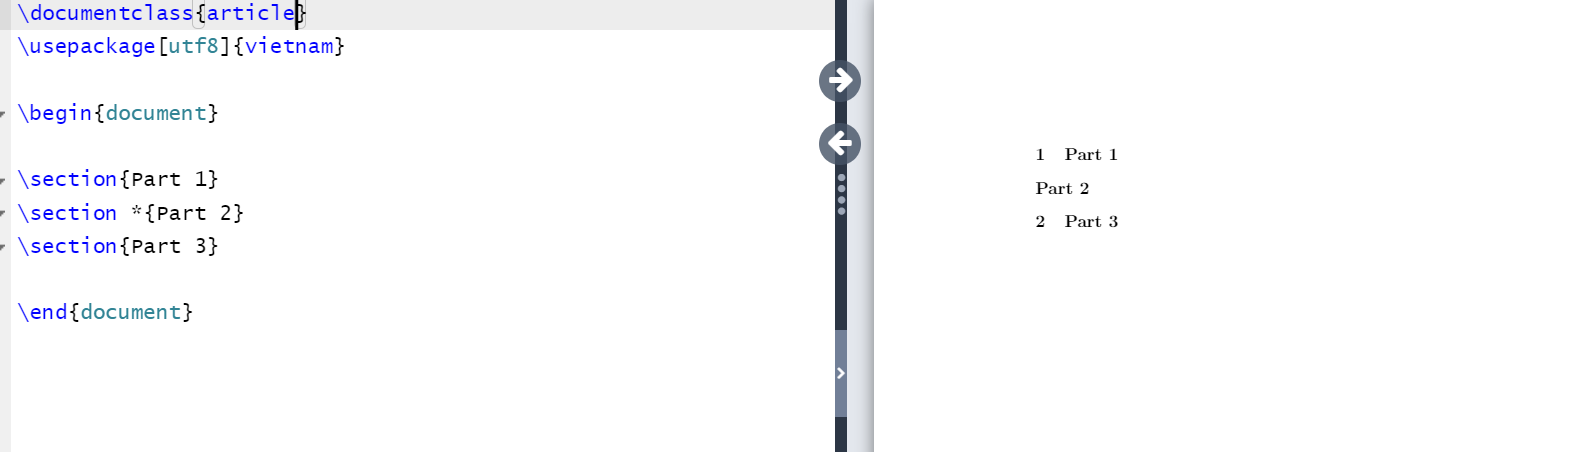 \documentclass{article}
\usepackage[utf8]{vietnam}
\begin{document}
\section{Part 1}
\section *{Part 2}
\section{Part 3}
\end{document}
1 Part 1
Part 2
2 Part 3